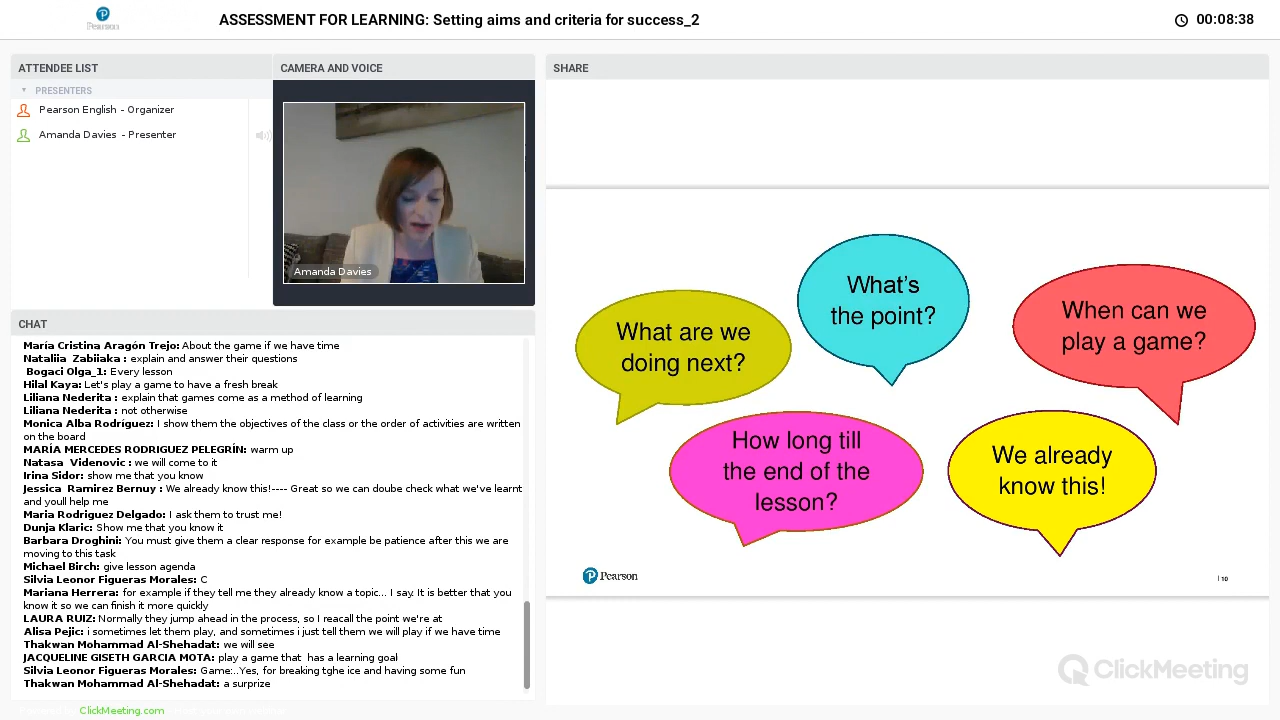 Pearson
ASSESSMENT FOR LEARNING: Setting aims and criteria for success_2
00:08:38
ATTENDEE LIST
PRESENTERS
Pearson English - Organizer
Amanda Davies - Presenter
CAMERA AND VOICE
Amanda Davies
CHAT
María Cristina Aragón Trejo: About the game if we have time
Nataliia Zabiiaka : explain and answer their questions
Bogaci Olga_1: Every lesson
Hilal Kaya: Let's play a game to have a fresh break
Liliana Nederita : explain that games come as a method of learning
Liliana Nederita : not otherwise
Monica Alba Rodríguez: I show them the objectives of the class or the order of activities are written
on the board
MARÍA MERCEDES RODRIGUEZ PELEGRÍN: warm up
Natasa Videnovic : we will come to it
Irina Sidor: show me that you know
Jessica Ramirez Bernuy : We already know this!---- Great so we can doube check what we've learnt
and youll help me
Maria Rodriguez Delgado: I ask them to trust me!
Dunja Klaric: Show me that you know it
Barbara Droghini: You must give them a clear response for example be patience after this we are
moving to this task
Michael Birch: give lesson agenda
Silvia Leonor Figueras Morales: C
Mariana Herrera: for example if they tell me they already know a topic... I say. It is better that you
know it so we can finish it more quickly
LAURA RUIZ: Normally they jump ahead in the process, so I reacall the point we're at
Alisa Pejic: i sometimes let them play, and sometimes i just tell them we will play if we have time
Thakwan Mohammad Al-Shehadat: we will see
JACQUELINE GISETH GARCIA MOTA: play a game that has a learning goal
Silvia Leonor Figueras Morales: Game:..Yes, for breaking tghe ice and having some fun
Thakwan Mohammad Al-Shehadat: a surprize
ClickMeeting.com
SHARE
What are we
doing next?
What's
the point?
When can we
play a game?
How long till
the end of the
lesson?
We already
know this!
Pearson
10
ClickMeeting